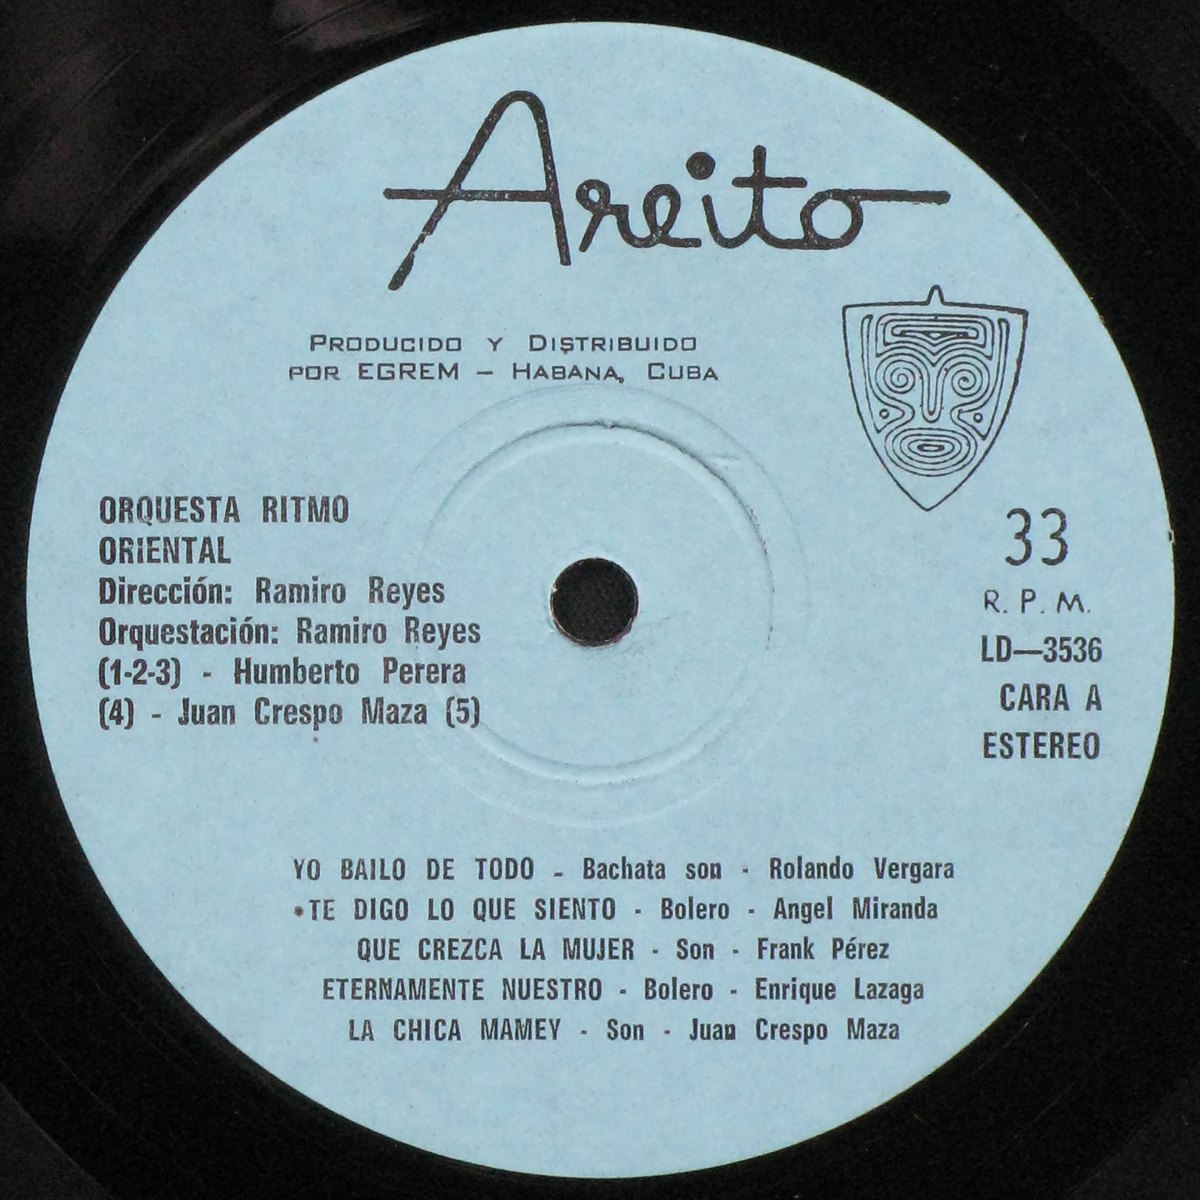 Areito
PRODUCIDO Y DISTRIBUIDO
POR EGREM – HABANA, CUBA
ORQUESTA RITMO
ORIENTAL
Dirección: Ramiro Reyes
Orquestación: Ramiro Reyes
(1-2-3) - Humberto Perera
(4) - Juan Crespo Maza (5)
33
R. P. M.
LD—3536
CARA A
ESTEREO
YO BAILO DE TODO - Bachata son - Rolando Vergara
•TE DIGO LO QUE SIENTO - Bolero - Angel Miranda
QUE CREZCA LA MUJER - Son - Frank Pérez
ETERNAMENTE NUESTRO - Bolero - Enrique Lazaga
LA CHICA MAMEY - Son - Juan Crespo Maza